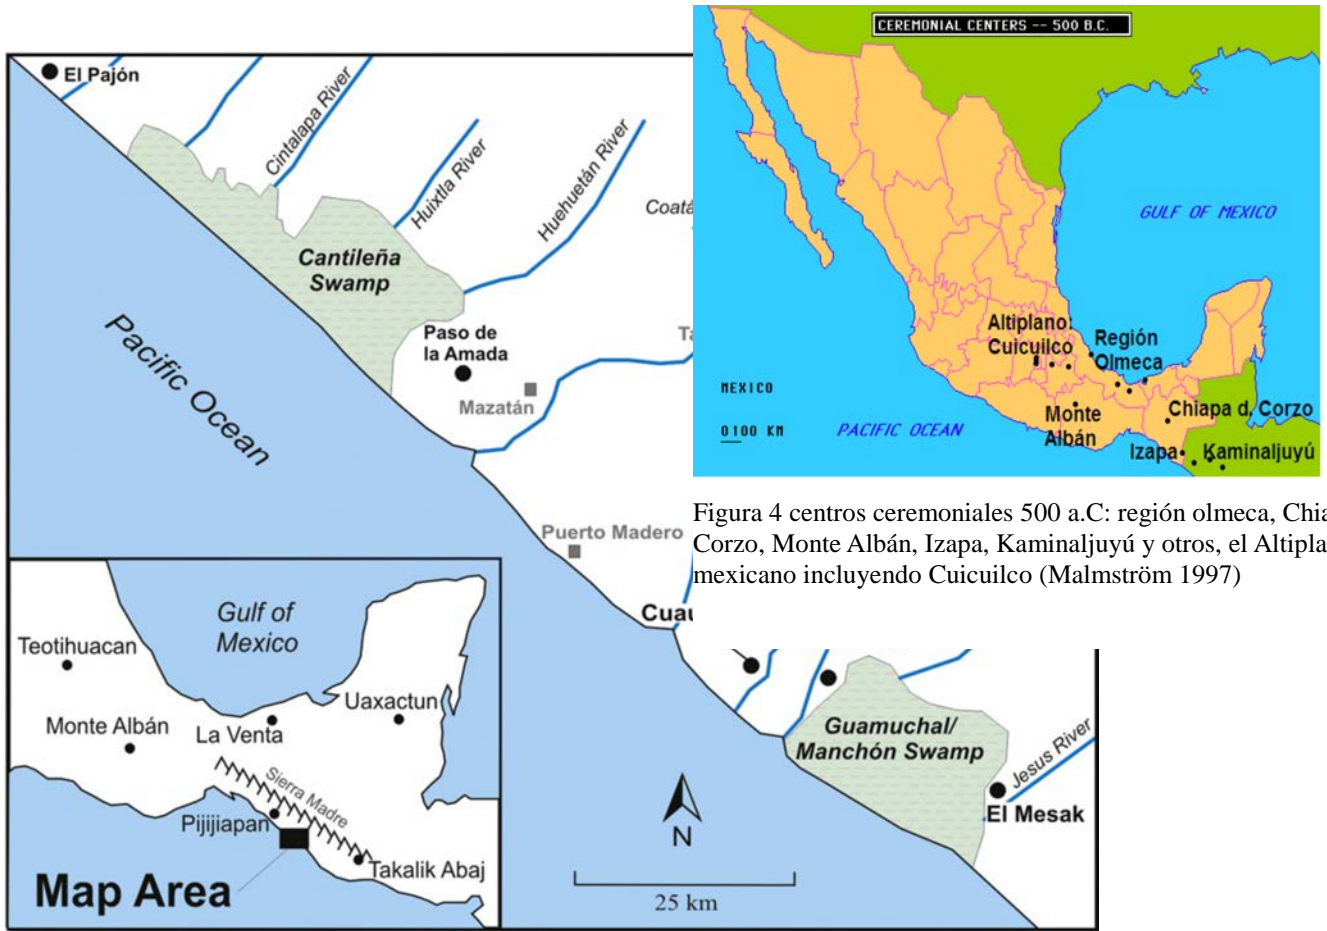 El Pajón
Cintalapa River
Huixtla River
Huehuetán River
Cantileña
Swamp
Pacific Ocean
Paso de
la Amada
Mazatán
Puerto Madero
Gulf of
Mexico
Teotihuacan
Uaxactun
Monte Albán
La Venta
Sierra Madre
Pijijiapan
Takalik Abaj
Map Area
Guamuchal/
Manchón Swamp
Jesus River
El Mesak
N
25 km
CEREMONIAL CENTERS -- 500 B.C.
GULF OF MEXICO
Altiplano:
Cuicuilco
Región
Olmeca
MEXICO
0 100 KM
PACIFIC OCEAN
Monte
Albán
Chiapa d. Corzo
Izapa
Kaminaljuyú
Figura 4 centros ceremoniales 500 a.C: región olmeca,
Corzo, Monte Albán, Izapa, Kaminaljuyú y otros, el
mexicano incluyendo Cuicuilco (Malmström 1997)